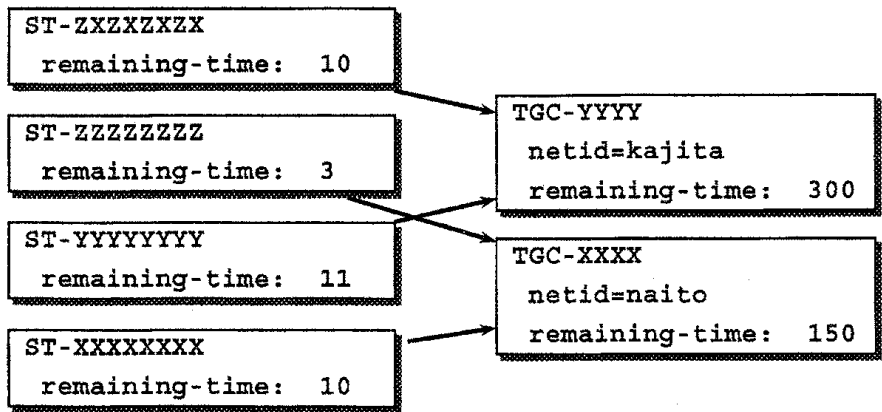 ST-ZXZXZXZX
remaining-time: 10
ST-ZZZZZZZZ
remaining-time: 3
ST-YYYYYYYY
remaining-time: 11
ST-XXXXXXXX
remaining-time: 10
TGC-YYYY
netid=kajita
remaining-time: 300
TGC-XXXX
netid=naito
remaining-time: 150